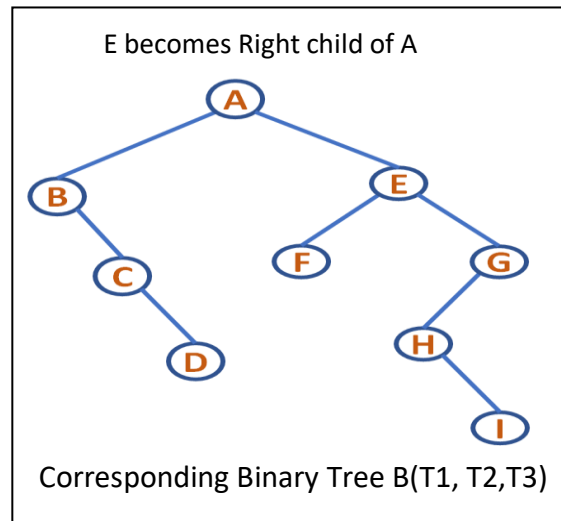 E becomes Right child of A
A
B
E
F
G
C
H
D
I
Corresponding Binary Tree B(T1, T2,T3)